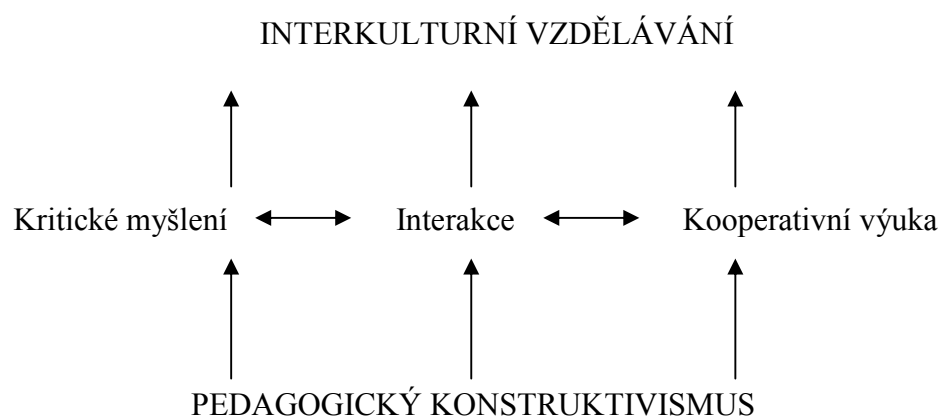 INTERKULTURNÍ VZDĚLÁVÁNÍ
Kritické myšlení Interakce Kooperativní výuka
PEDAGOGICKÝ KONSTRUKTIVISMUS